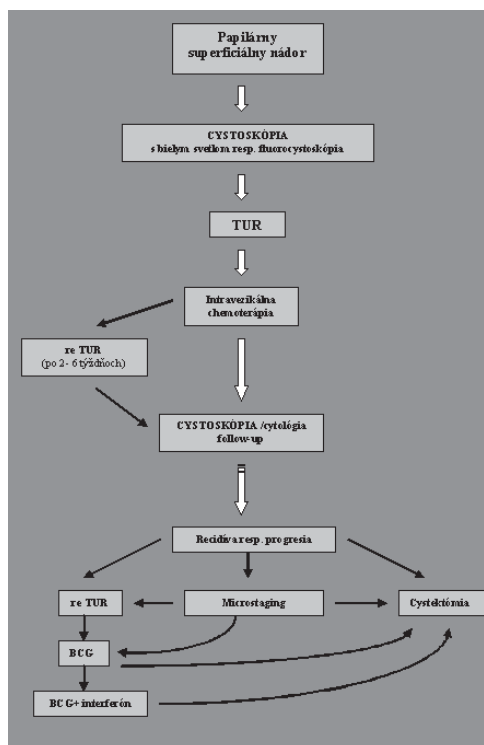 Papilárny
superficiálny nádor
CYSTOSKÓPIA
s bielym svetlom resp. fluorocystoskópia
TUR
Intravezikálna
chemoterápia
re TUR
(po 2- 6 týždňoch)
CYSTOSKÓPIA /cytológia
follow-up
Recidíva resp. progresia
re TUR
Microstaging
Cystektómia
BCG
BCG+ interferón